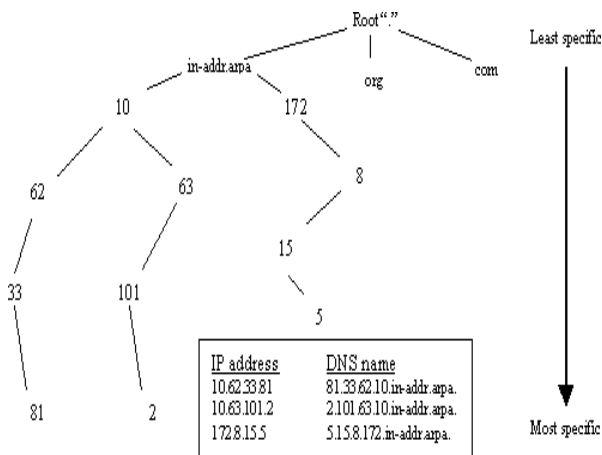 Root“.”
Least specific
in-addr.arpa
org
com
10
172
62
63
8
15
33
101
5
IP address DNS name
10.62.33.81 81.33.62.10.in-addr.arpa.
10.63.101.2 2.101.63.10.in-addr.arpa.
172.8.15.5 5.15.8.172.in-addr.arpa.
81
2
Most specific